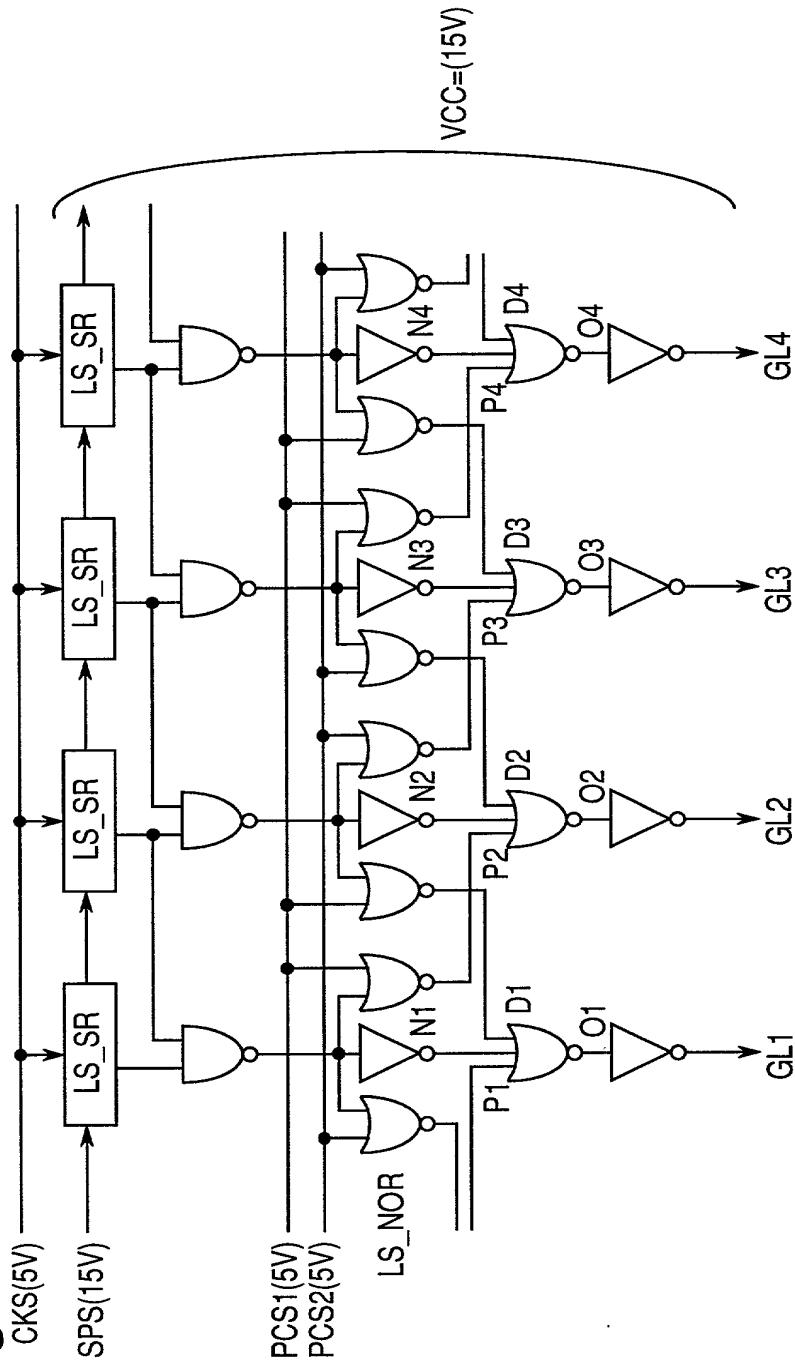 CKS(5V)
SPS(15V)
LS_SR
LS_SR
LS_SR
LS_SR
VCC=(15V)
PCS1(5V)
PCS2(5V)
LS_NOR
N1
N2
N3
N4
P1
D1
P2
D2
P3
D3
P4
D4
O1
O2
O3
O4
GL1
GL2
GL3
GL4